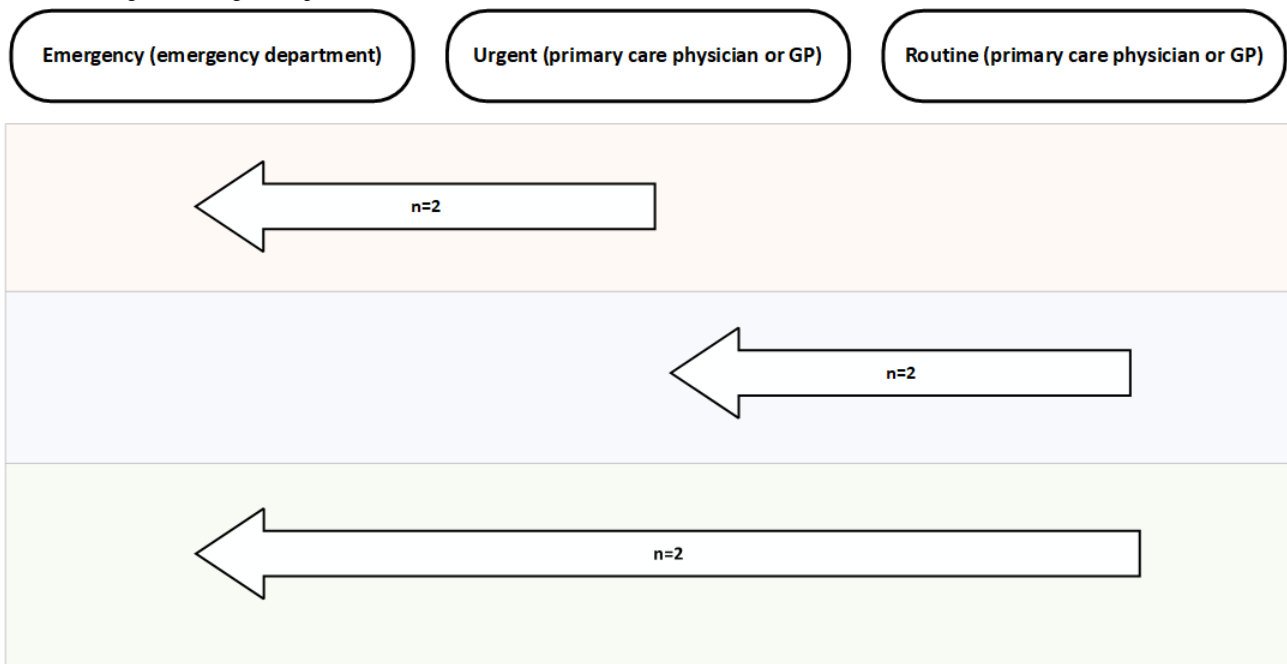 Emergency (emergency department)
Urgent (primary care physician or GP)
Routine (primary care physician or GP)
n=2
n=2
n=2